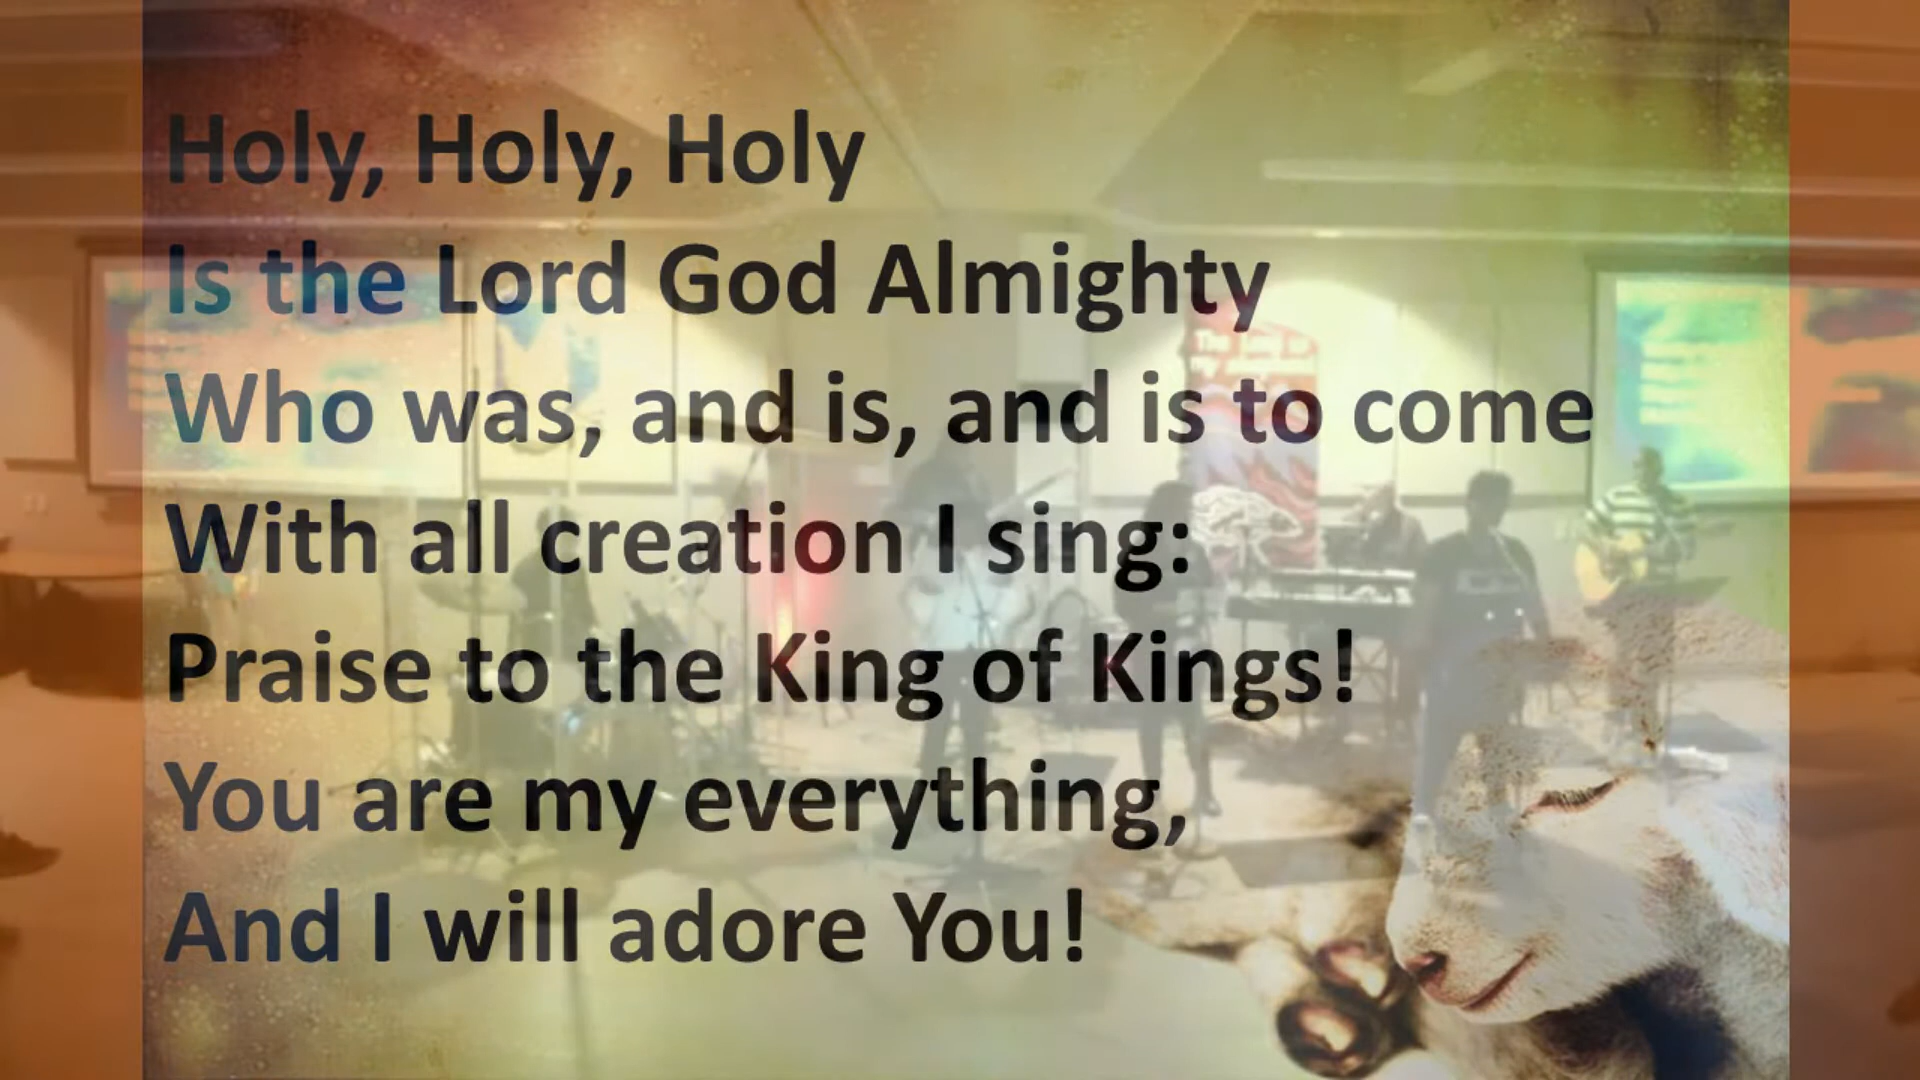 Holy, Holy, Holy
Is the Lord God Almighty
Who was, and is, and is to come
With all creation I sing:
Praise to the King of Kings!
You are my everything,
And I will adore You!